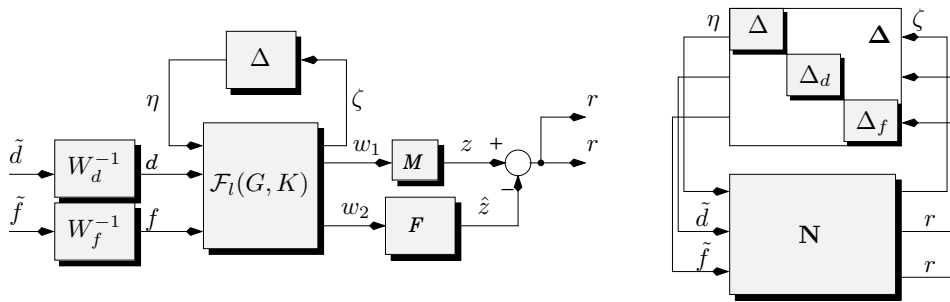 Δ
η
ζ
r
d̃
W_d^{-1}
d
F_l(G, K)
w_1
M
z
+
r
−
f̃
W_f^{-1}
f
w_2
F
ẑ
η
Δ
Δ
ζ
Δ_d
Δ_f
d̃
f̃
N
r
r